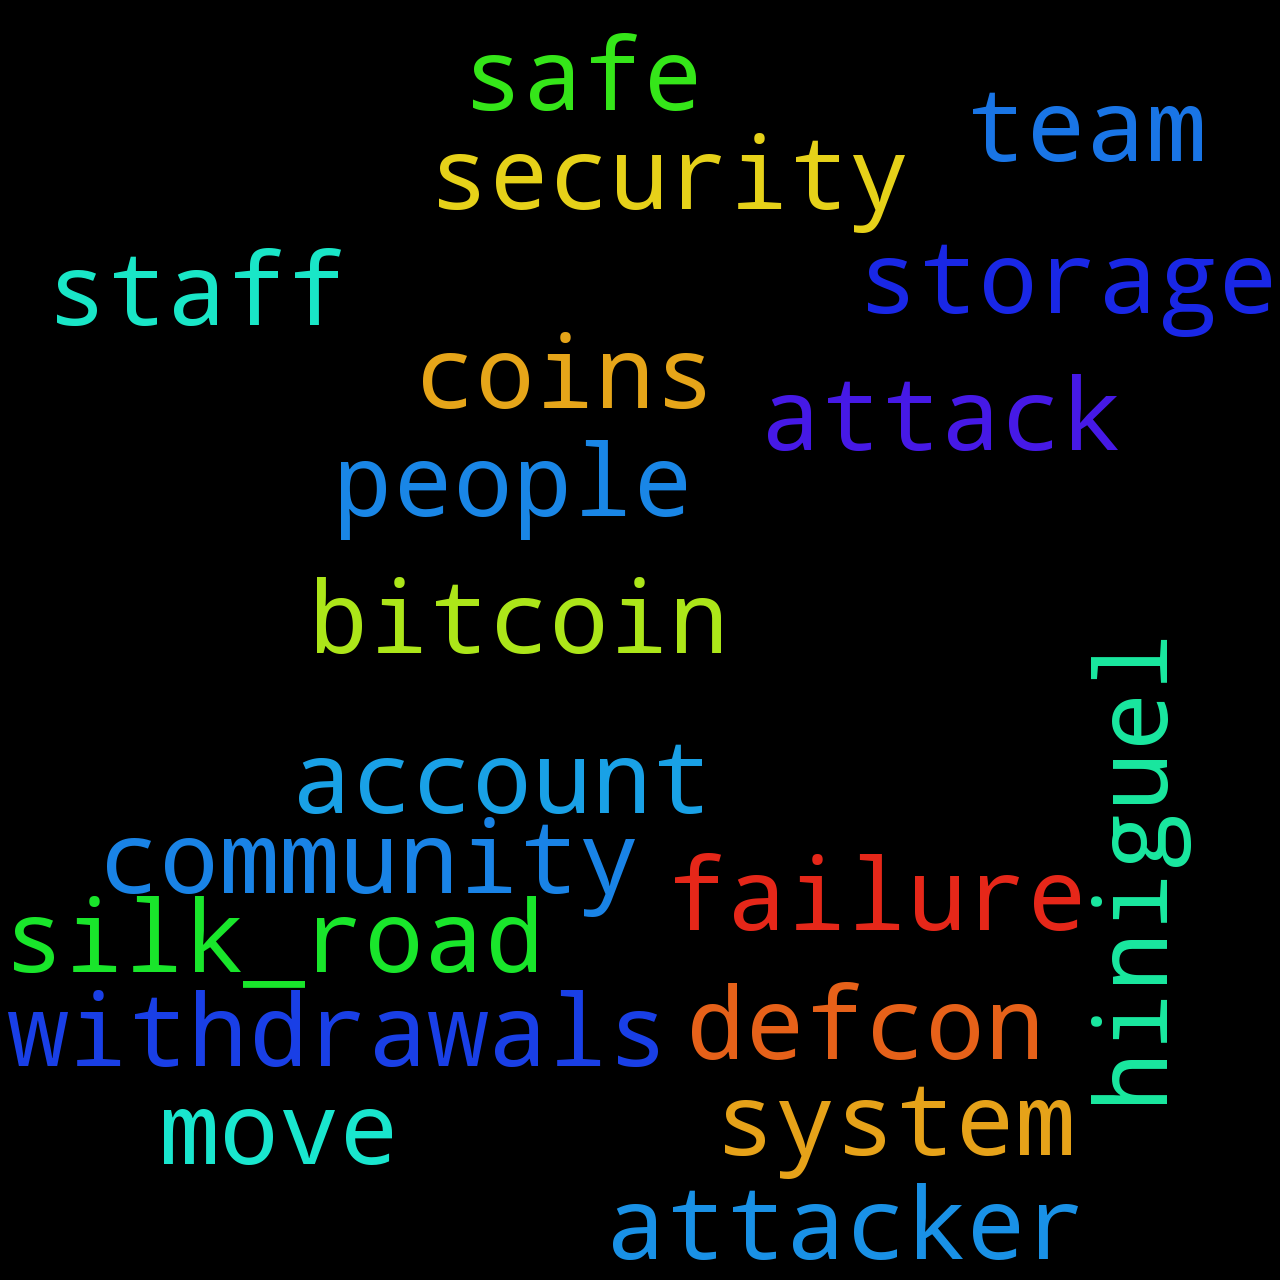 safe
team
security
staff
storage
coins
attack
people
bitcoin
hiniguel
account
community
failure
silk_road
withdrawals
defcon
move
system
attacker